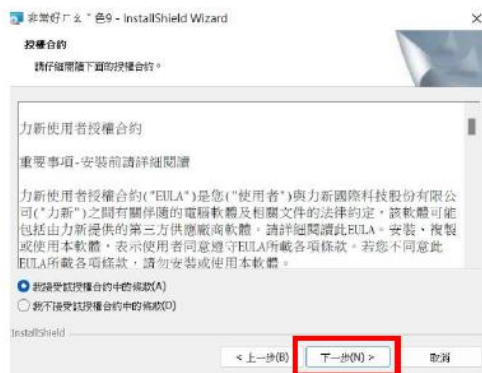 非常好ㄏㄠˇ色9 - InstallShield Wizard
授權合約
請仔細閱讀下面的授權合約。
力新使用者授權合約
重要事項-安裝前請詳細閱讀
力新使用者授權合約("EULA")是您("使用者")與力新國際科技股份有限公
司("力新")之間有關伴隨的電腦軟體及相關文件的法律約定，該軟體可能
包括由力新提供的第三方供應廠商軟體。請詳細閱讀此EULA。安裝、複製
或使用本軟體，表示使用者同意遵守EULA所載各項條款。若您不同意此
EULA所載各項條款，請勿安裝或使用本軟體。
我接受該授權合約中的條款(A)
我不接受該授權合約中的條款(D)
InstallShield
< 上一步(B)
下一步(N) >
取消